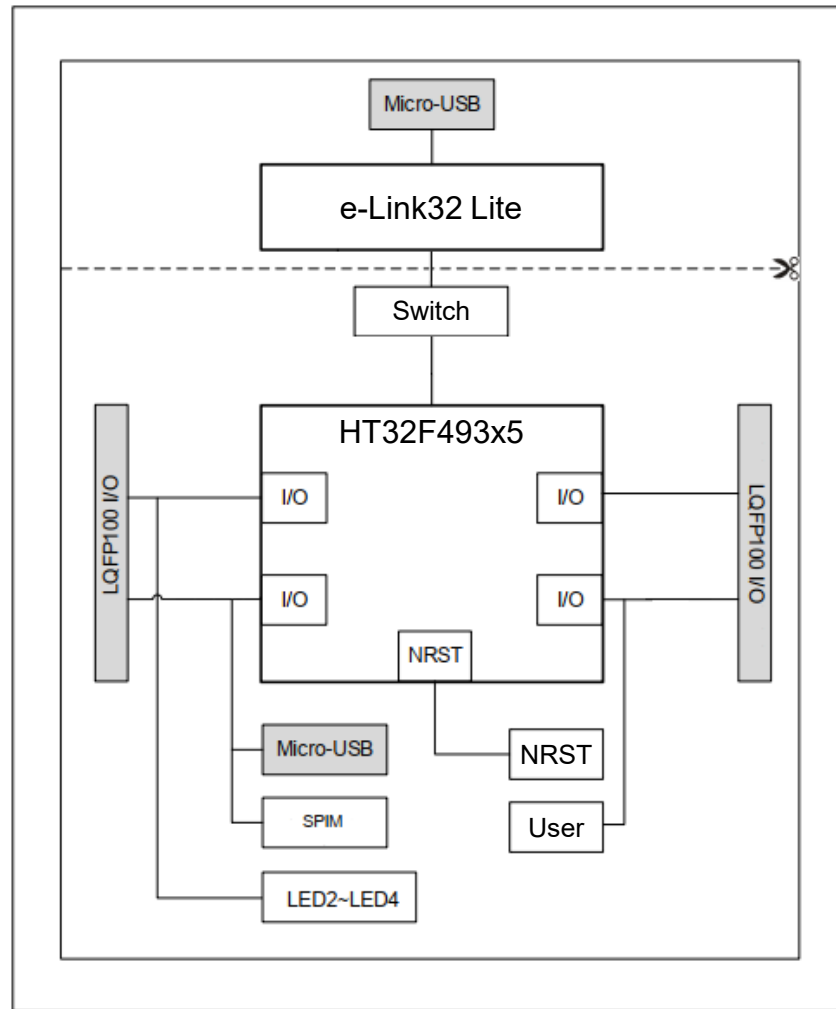 Micro-USB
e-Link32 Lite
Switch
HT32F493x5
LQFP100 I/O
I/O
I/O
LQFP100 I/O
I/O
I/O
NRST
Micro-USB
NRST
SPIM
User
LED2~LED4